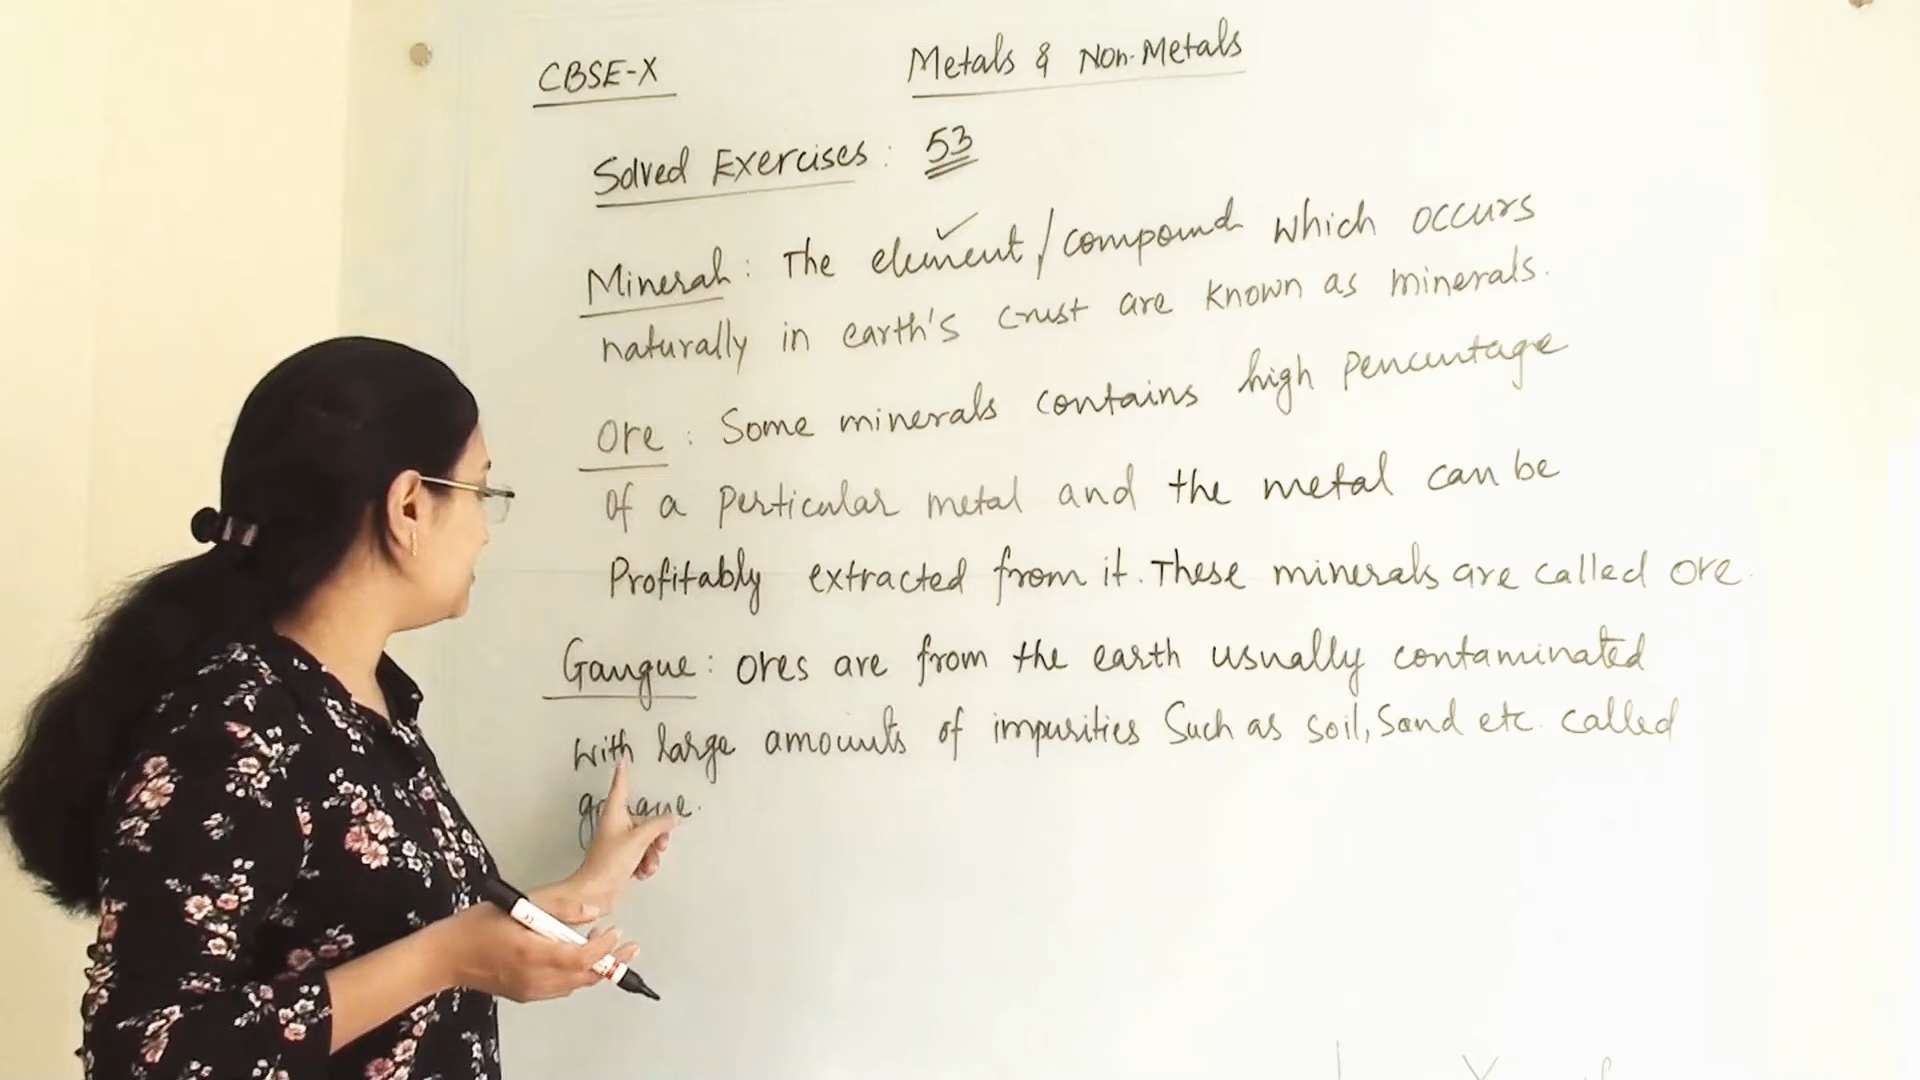 CBSE-X
Metals & Non-Metals
Solved Exercises : 53
Mineral : The element / compound which occurs
naturally in earth's crust are known as minerals.
Ore : Some minerals contains high percentage
of a perticular metal and the metal can be
Profitably extracted from it. These minerals are called ore.
Gangue : Ores are from the earth usually contaminated
with large amounts of impurities Such as soil, Sand etc. called
gangue.